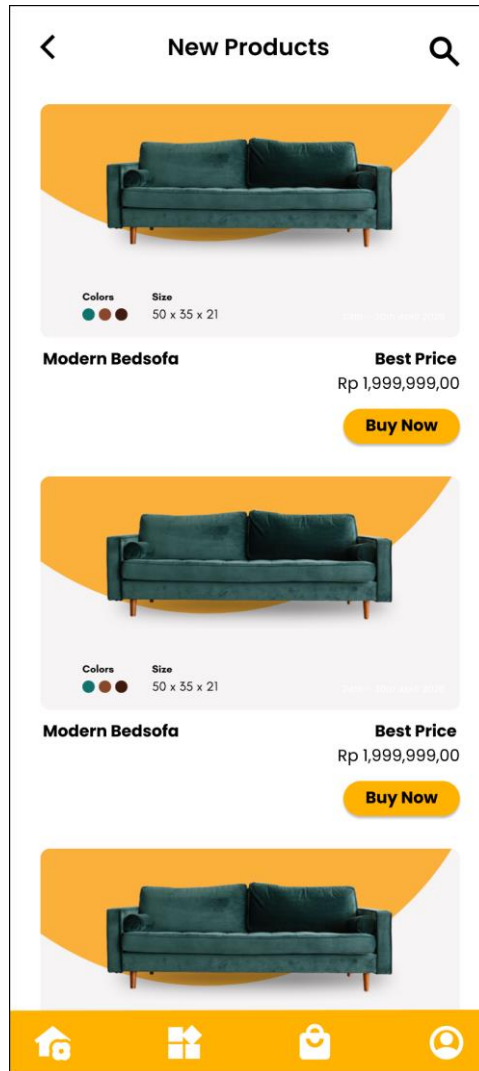 New Products
Colors Size
50 x 35 x 21
Modern Bedsofa Best Price
Rp 1,999,999,00
Buy Now
Colors Size
50 x 35 x 21
Modern Bedsofa Best Price
Rp 1,999,999,00
Buy Now